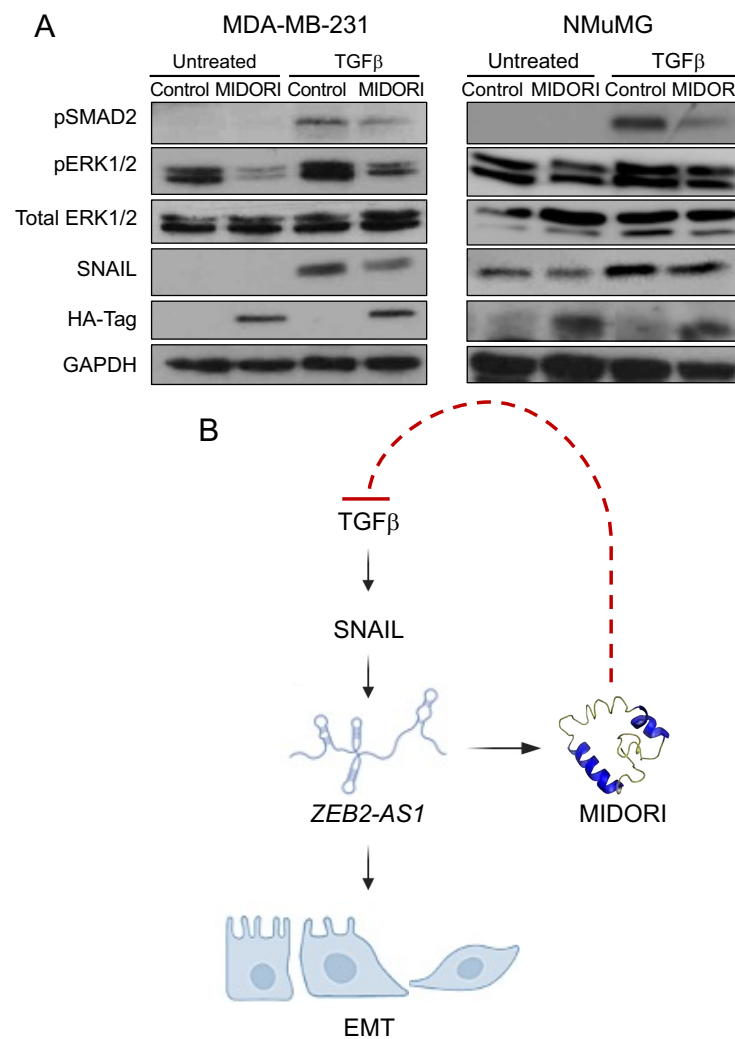 A
MDA-MB-231 NMuMG
Untreated TGFβ Untreated TGFβ
Control MIDORI Control MIDORI Control MIDORI Control MIDORI
pSMAD2
pERK1/2
Total ERK1/2
SNAIL
HA-Tag
GAPDH
B
TGFβ
SNAIL
ZEB2-AS1 MIDORI
EMT